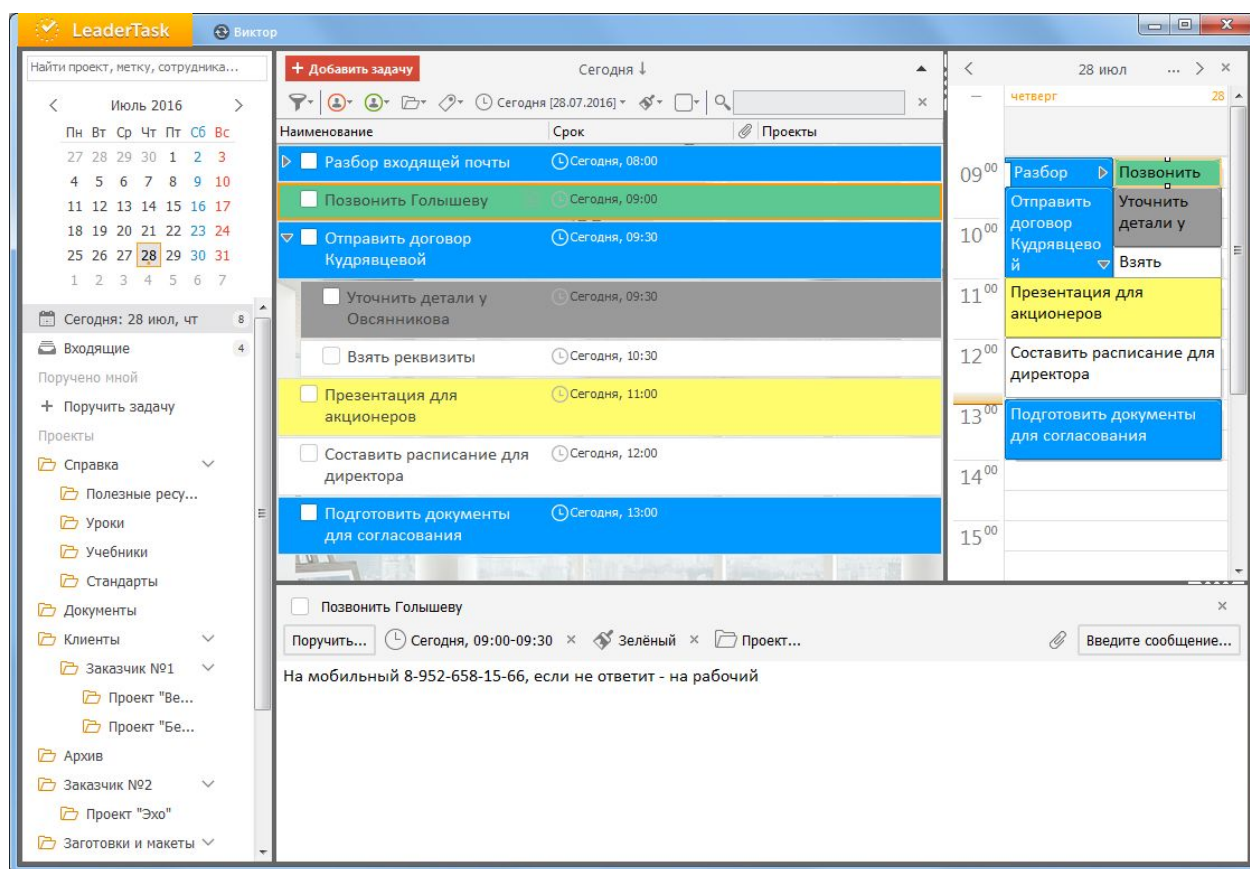 LeaderTask
Виктор
Найти проект, метку, сотрудника...
Июль 2016
Пн Вт Ср Чт Пт Сб Вс
27 28 29 30 1 2 3
4 5 6 7 8 9 10
11 12 13 14 15 16 17
18 19 20 21 22 23 24
25 26 27 28 29 30 31
1 2 3 4 5 6 7
Сегодня: 28 июл, чт 8
Входящие 4
Поручено мной
+ Поручить задачу
Проекты
Справка
Полезные ресу...
Уроки
Учебники
Стандарты
Документы
Клиенты
Заказчик №1
Проект "Ве...
Проект "Бе...
Архив
Заказчик №2
Проект "Эхо"
Заготовки и макеты
+ Добавить задачу
Сегодня ↓
Сегодня [28.07.2016]
Наименование Срок Проекты
Разбор входящей почты Сегодня, 08:00
Позвонить Голышеву Сегодня, 09:00
Отправить договор Сегодня, 09:30
Кудрявцевой
Уточнить детали у Сегодня, 09:30
Овсянникова
Взять реквизиты Сегодня, 10:30
Презентация для Сегодня, 11:00
акционеров
Составить расписание для Сегодня, 12:00
директора
Подготовить документы Сегодня, 13:00
для согласования
28 июл ...
четверг 28
09 00
Разбор
Позвонить
Отправить
договор
Кудрявцево
й
Уточнить
детали у
10 00
Взять
11 00
Презентация для
акционеров
12 00
Составить расписание для
директора
13 00
Подготовить документы
для согласования
14 00
15 00
Позвонить Голышеву
Поручить... Сегодня, 09:00-09:30 × Зелёный × Проект... Введите сообщение...
На мобильный 8-952-658-15-66, если не ответит - на рабочий